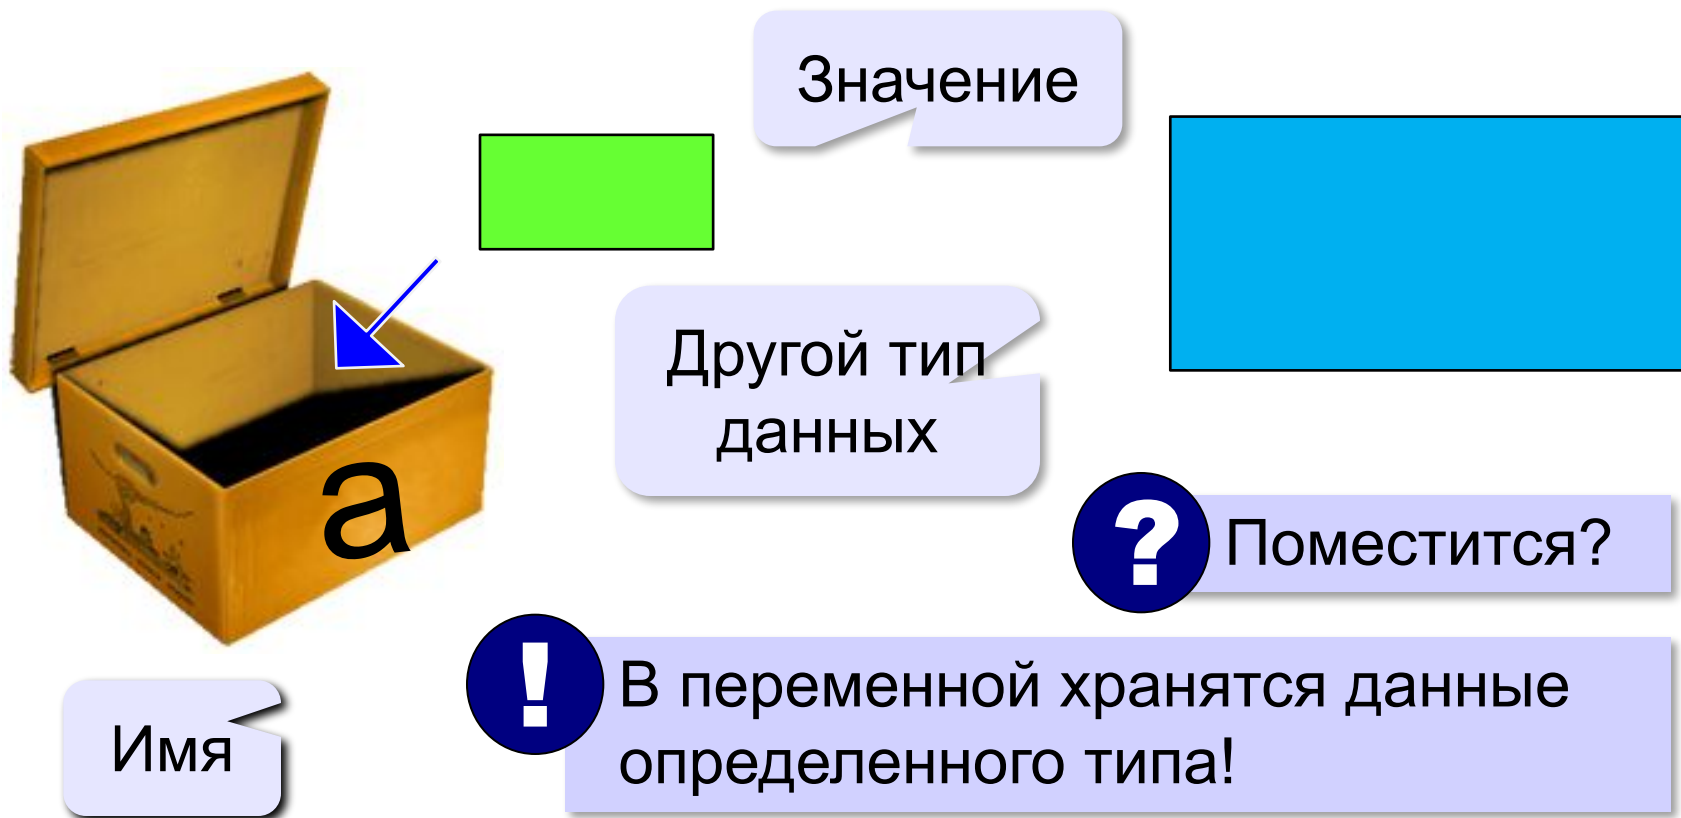 Значение
Другой тип
данных
a
?
Поместится?
!
В переменной хранятся данные
определенного типа!
Имя